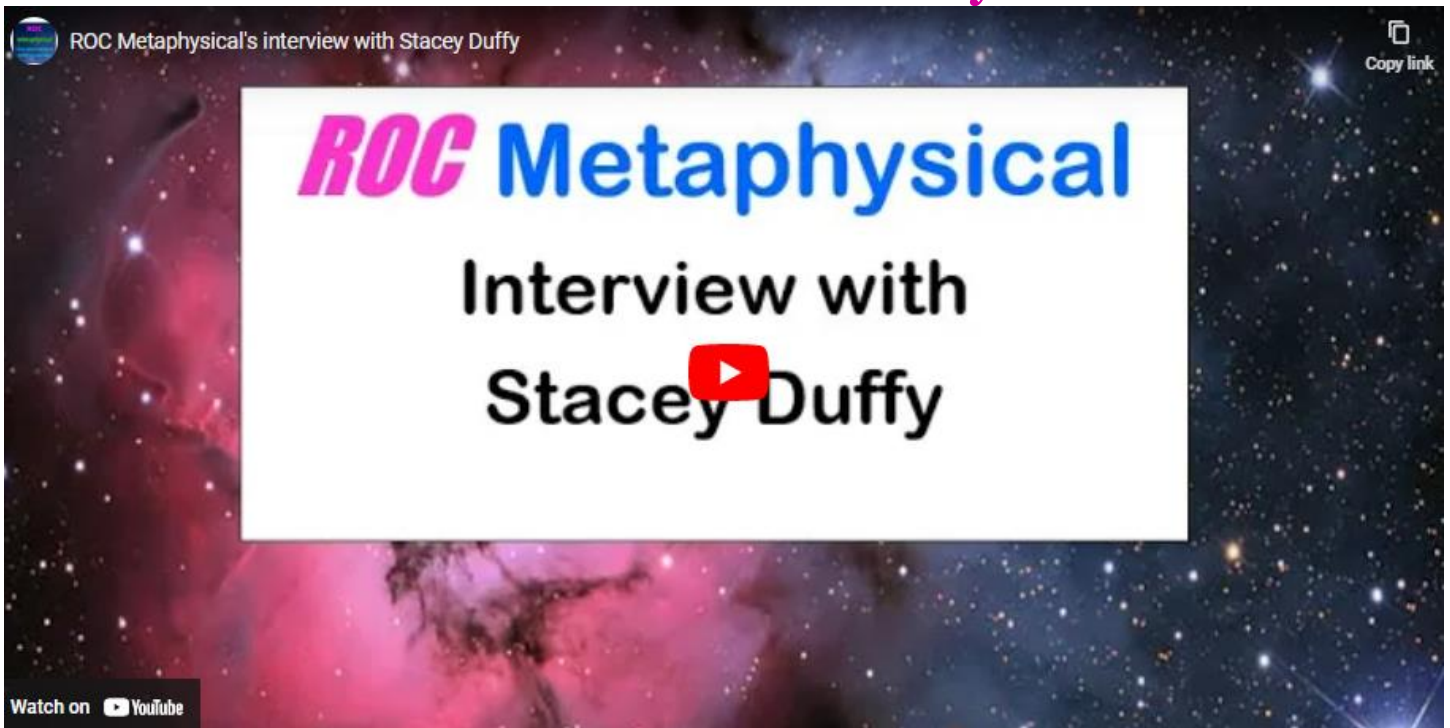 ROC Metaphysical's interview with Stacey Duffy
Copy link
ROC Metaphysical
Interview with
Stacey Duffy
Watch on YouTube